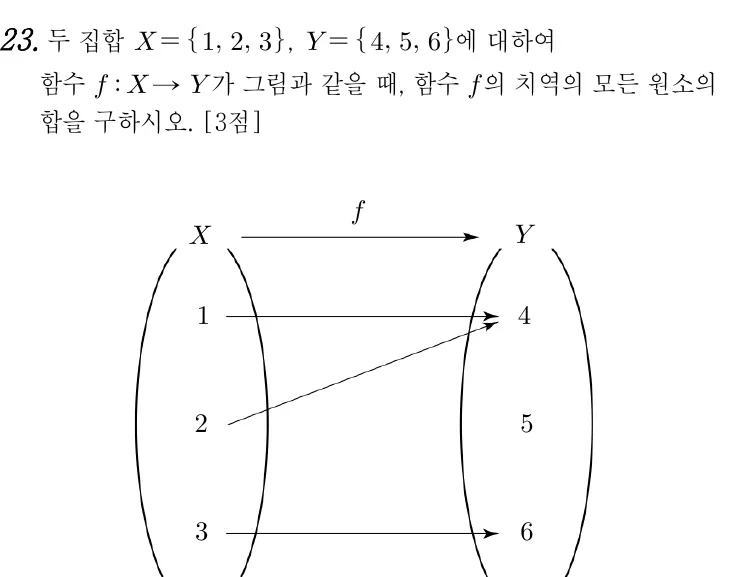 23. 두 집합 X={1, 2, 3}, Y={4, 5, 6}에 대하여
함수 f : X → Y가 그림과 같을 때, 함수 f의 치역의 모든 원소의
합을 구하시오. [3점]
f
X Y
1 4
2 5
3 6